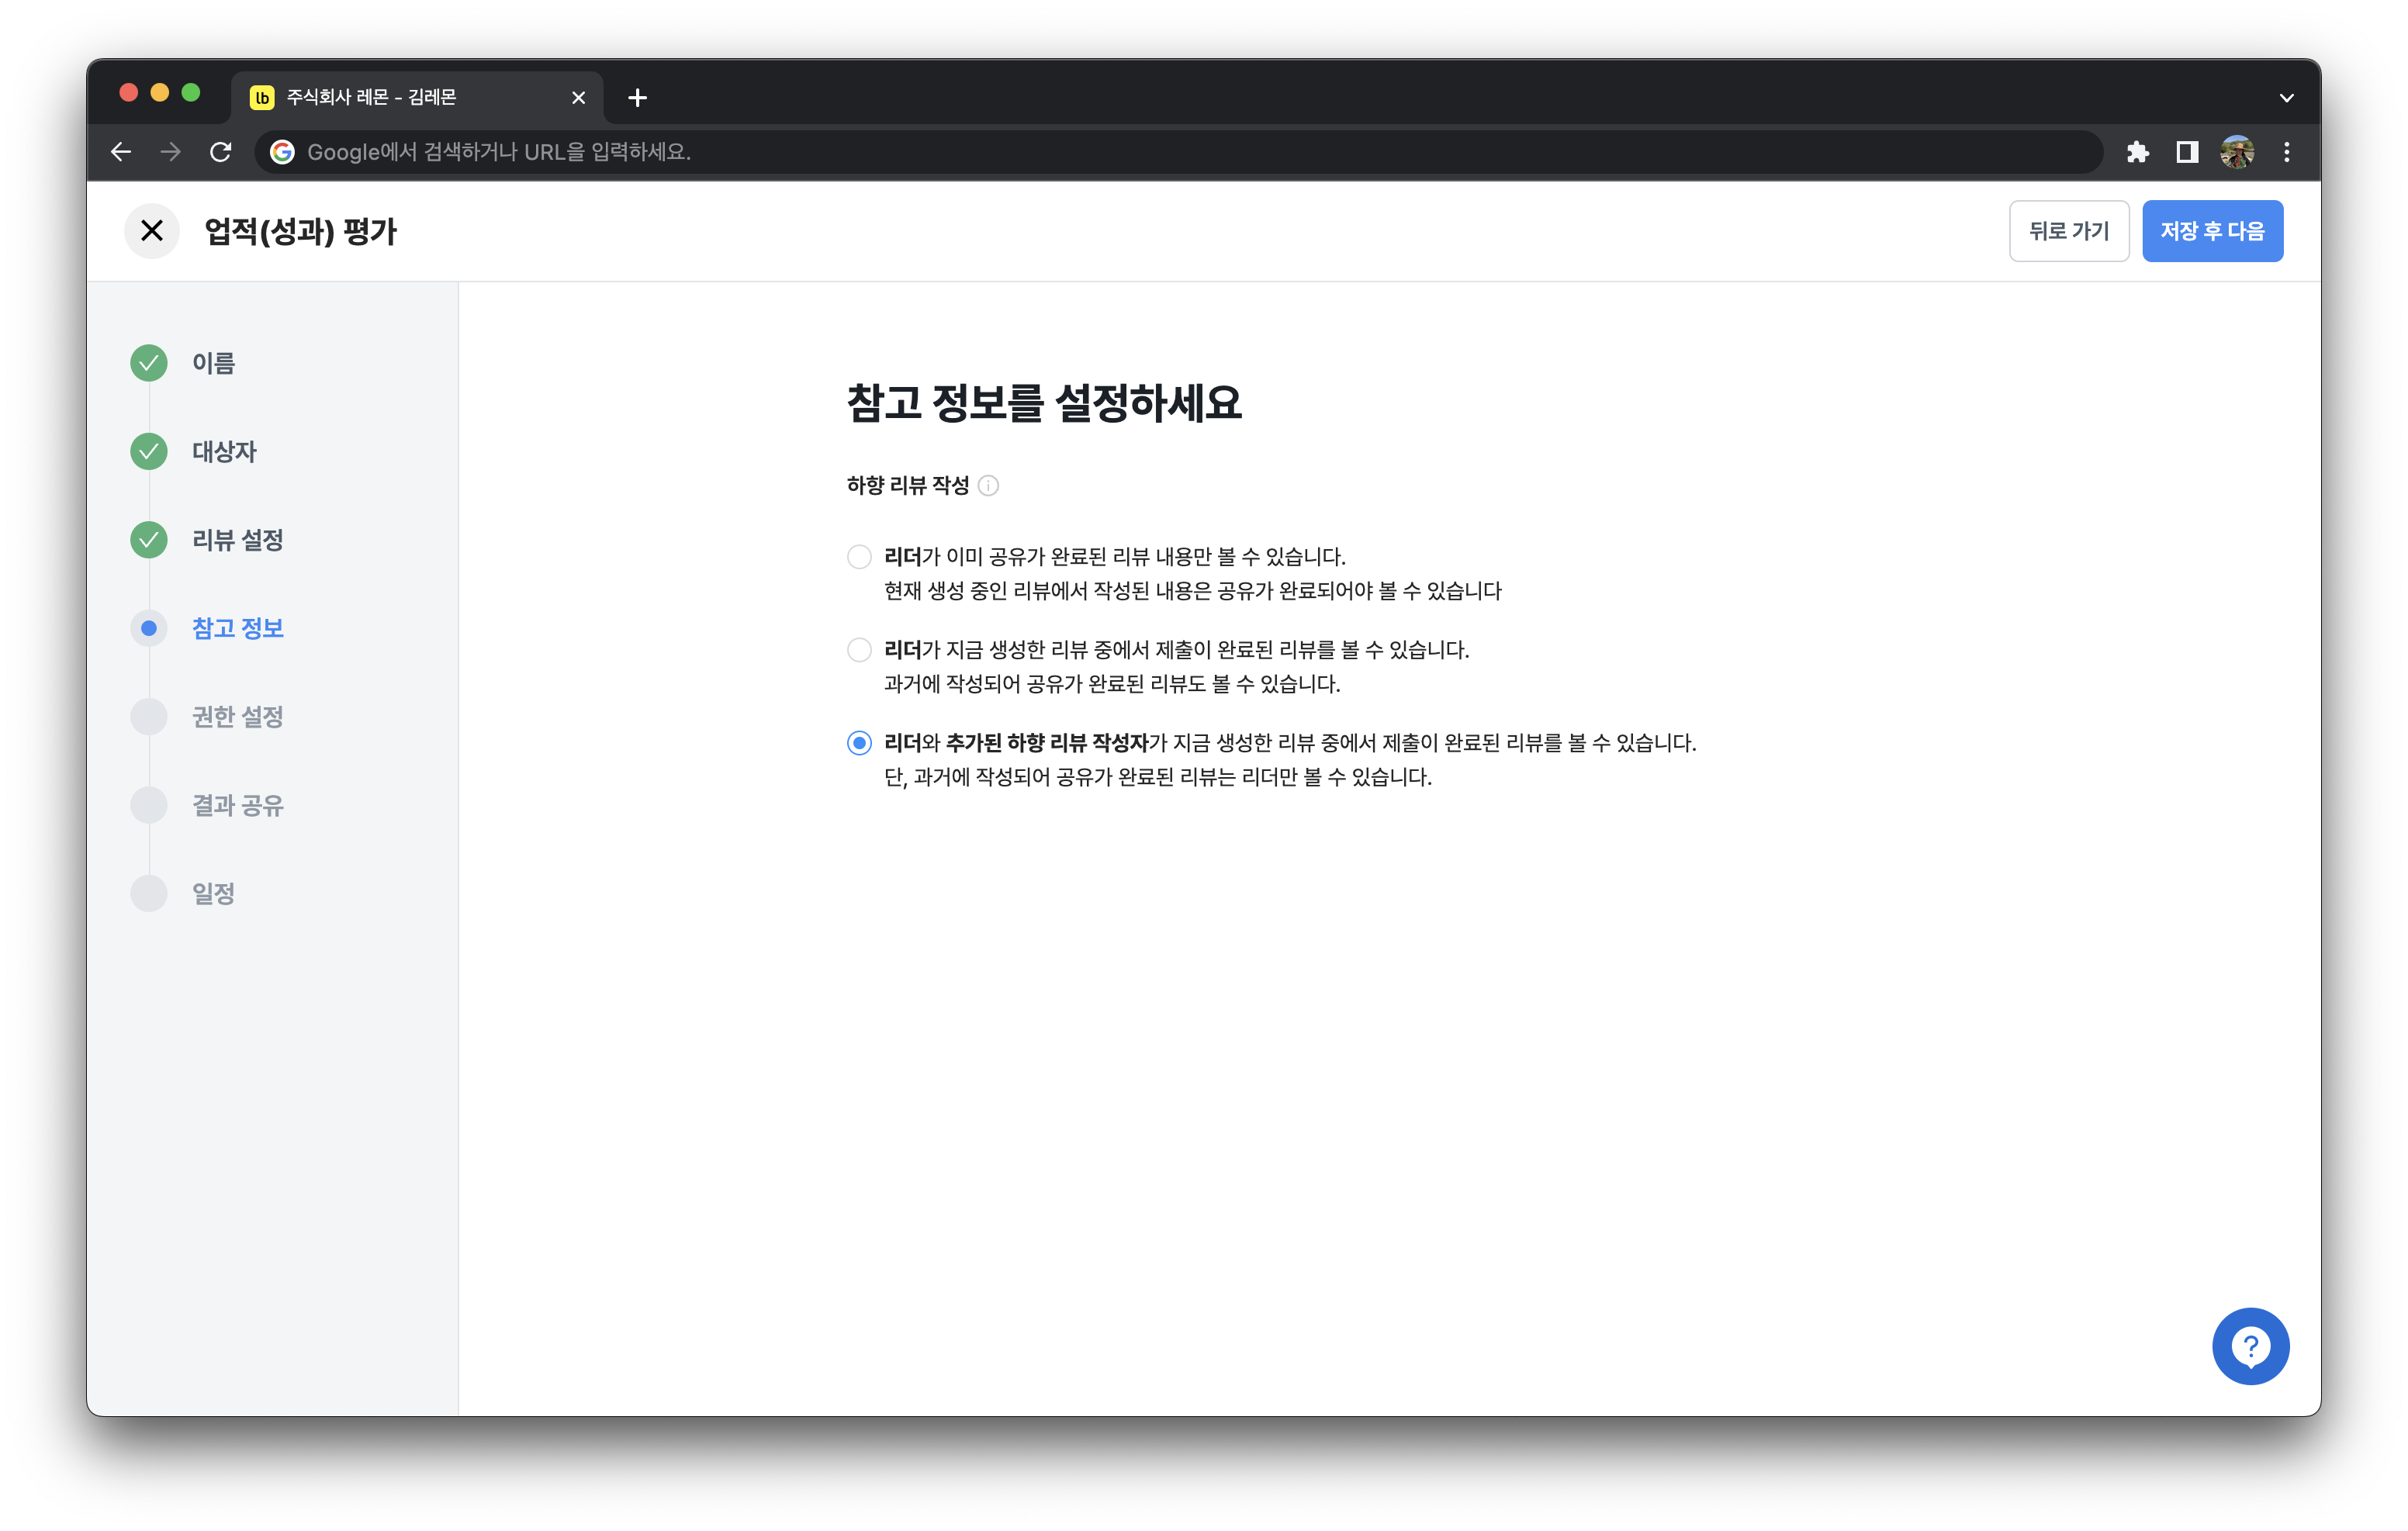 lb 주식회사 레몬 - 김레몬
Google에서 검색하거나 URL을 입력하세요.
업적(성과) 평가
뒤로 가기
저장 후 다음
이름
대상자
리뷰 설정
참고 정보
권한 설정
결과 공유
일정
참고 정보를 설정하세요
하향 리뷰 작성
리더가 이미 공유가 완료된 리뷰 내용만 볼 수 있습니다.
현재 생성 중인 리뷰에서 작성된 내용은 공유가 완료되어야 볼 수 있습니다
리더가 지금 생성한 리뷰 중에서 제출이 완료된 리뷰를 볼 수 있습니다.
과거에 작성되어 공유가 완료된 리뷰도 볼 수 있습니다.
리더와 추가된 하향 리뷰 작성자가 지금 생성한 리뷰 중에서 제출이 완료된 리뷰를 볼 수 있습니다.
단, 과거에 작성되어 공유가 완료된 리뷰는 리더만 볼 수 있습니다.